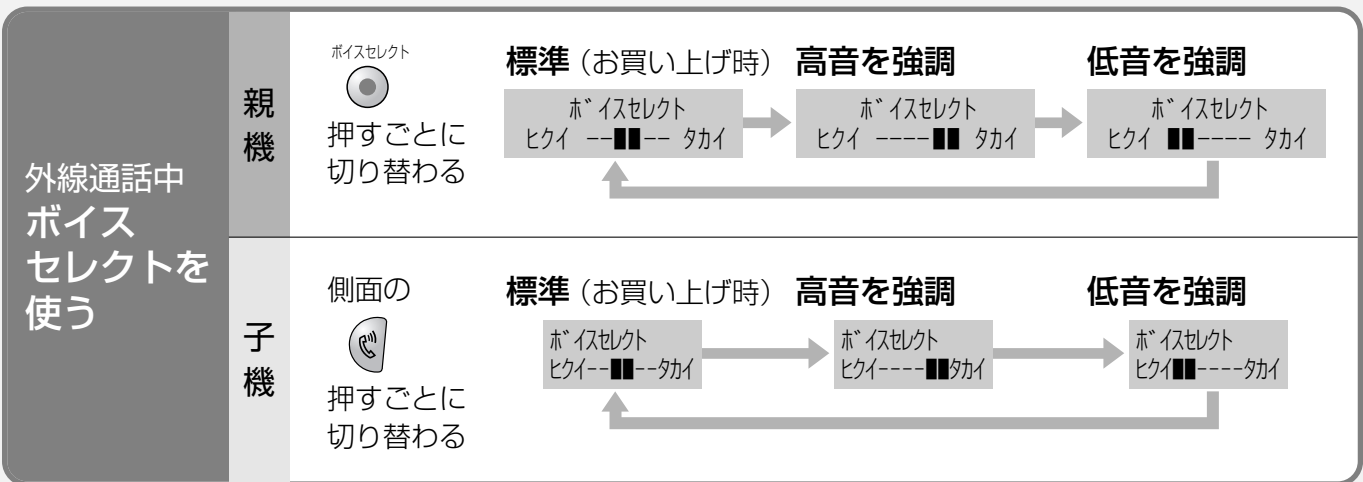 外線通話中
ボイス
セレクトを
使う
親機
ボイスセレクト
押すごとに
切り替わる
標準（お買い上げ時）
ボイスセレクト
ヒクイ --■■-- タカイ
高音を強調
ボイスセレクト
ヒクイ ----■■ タカイ
低音を強調
ボイスセレクト
ヒクイ ■■---- タカイ
子機
側面の
押すごとに
切り替わる
標準（お買い上げ時）
ボイスセレクト
ヒクイ--■■--タカイ
高音を強調
ボイスセレクト
ヒクイ----■■タカイ
低音を強調
ボイスセレクト
ヒクイ■■----タカイ